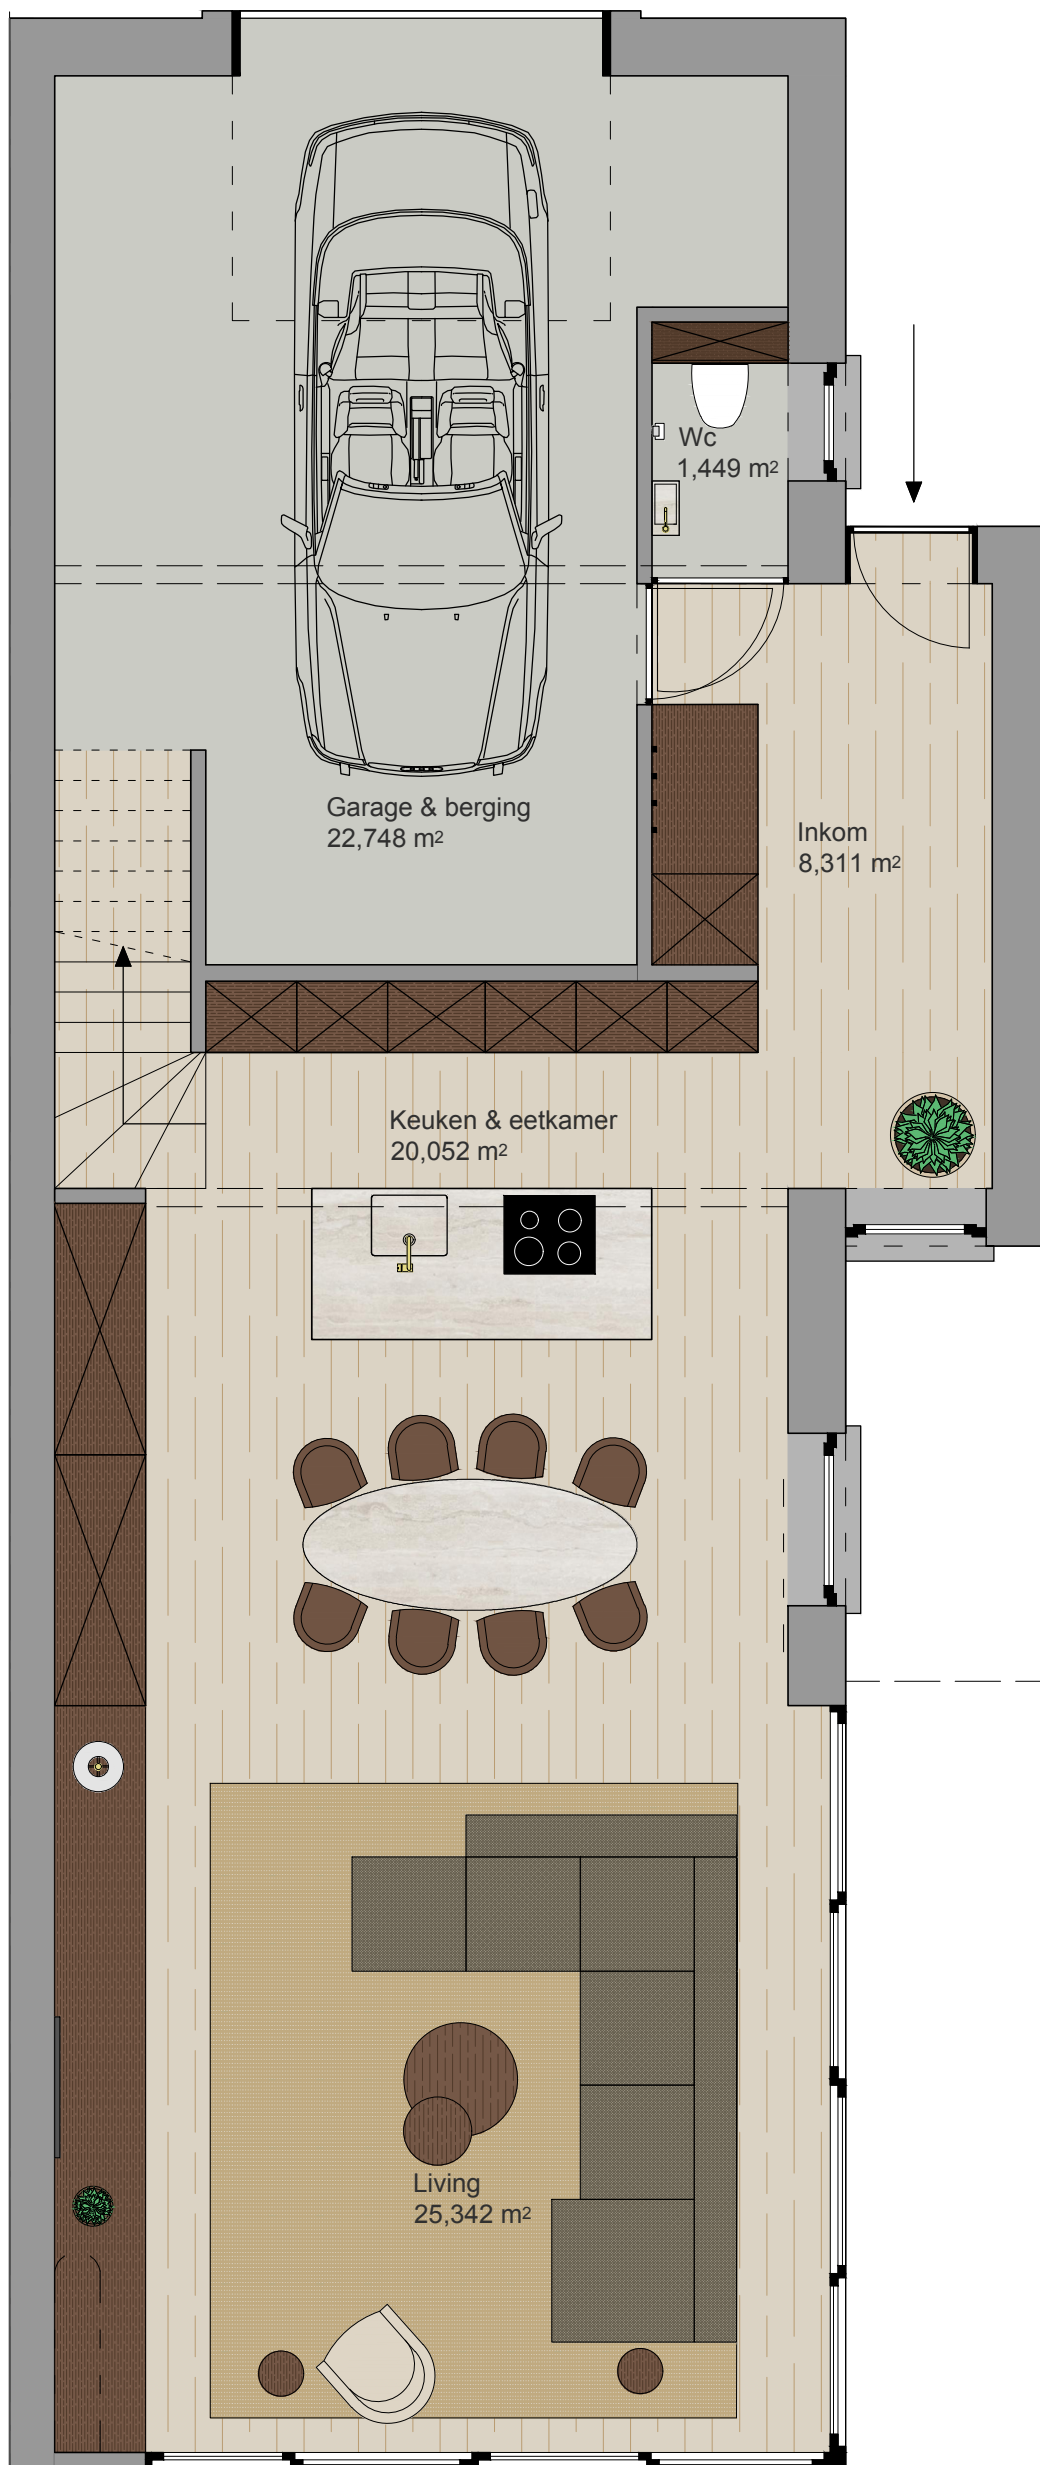 Wc
1,449 m²
Garage & berging
22,748 m²
Inkom
8,311 m²
Keuken & eetkamer
20,052 m²
Living
25,342 m²